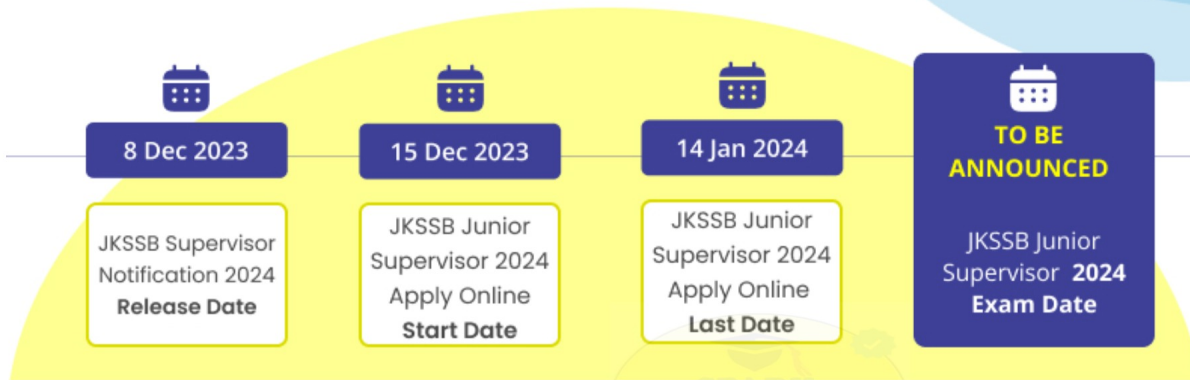 8 Dec 2023
JKSSB Supervisor
Notification 2024
Release Date
15 Dec 2023
JKSSB Junior
Supervisor 2024
Apply Online
Start Date
14 Jan 2024
JKSSB Junior
Supervisor 2024
Apply Online
Last Date
TO BE
ANNOUNCED
JKSSB Junior
Supervisor 2024
Exam Date